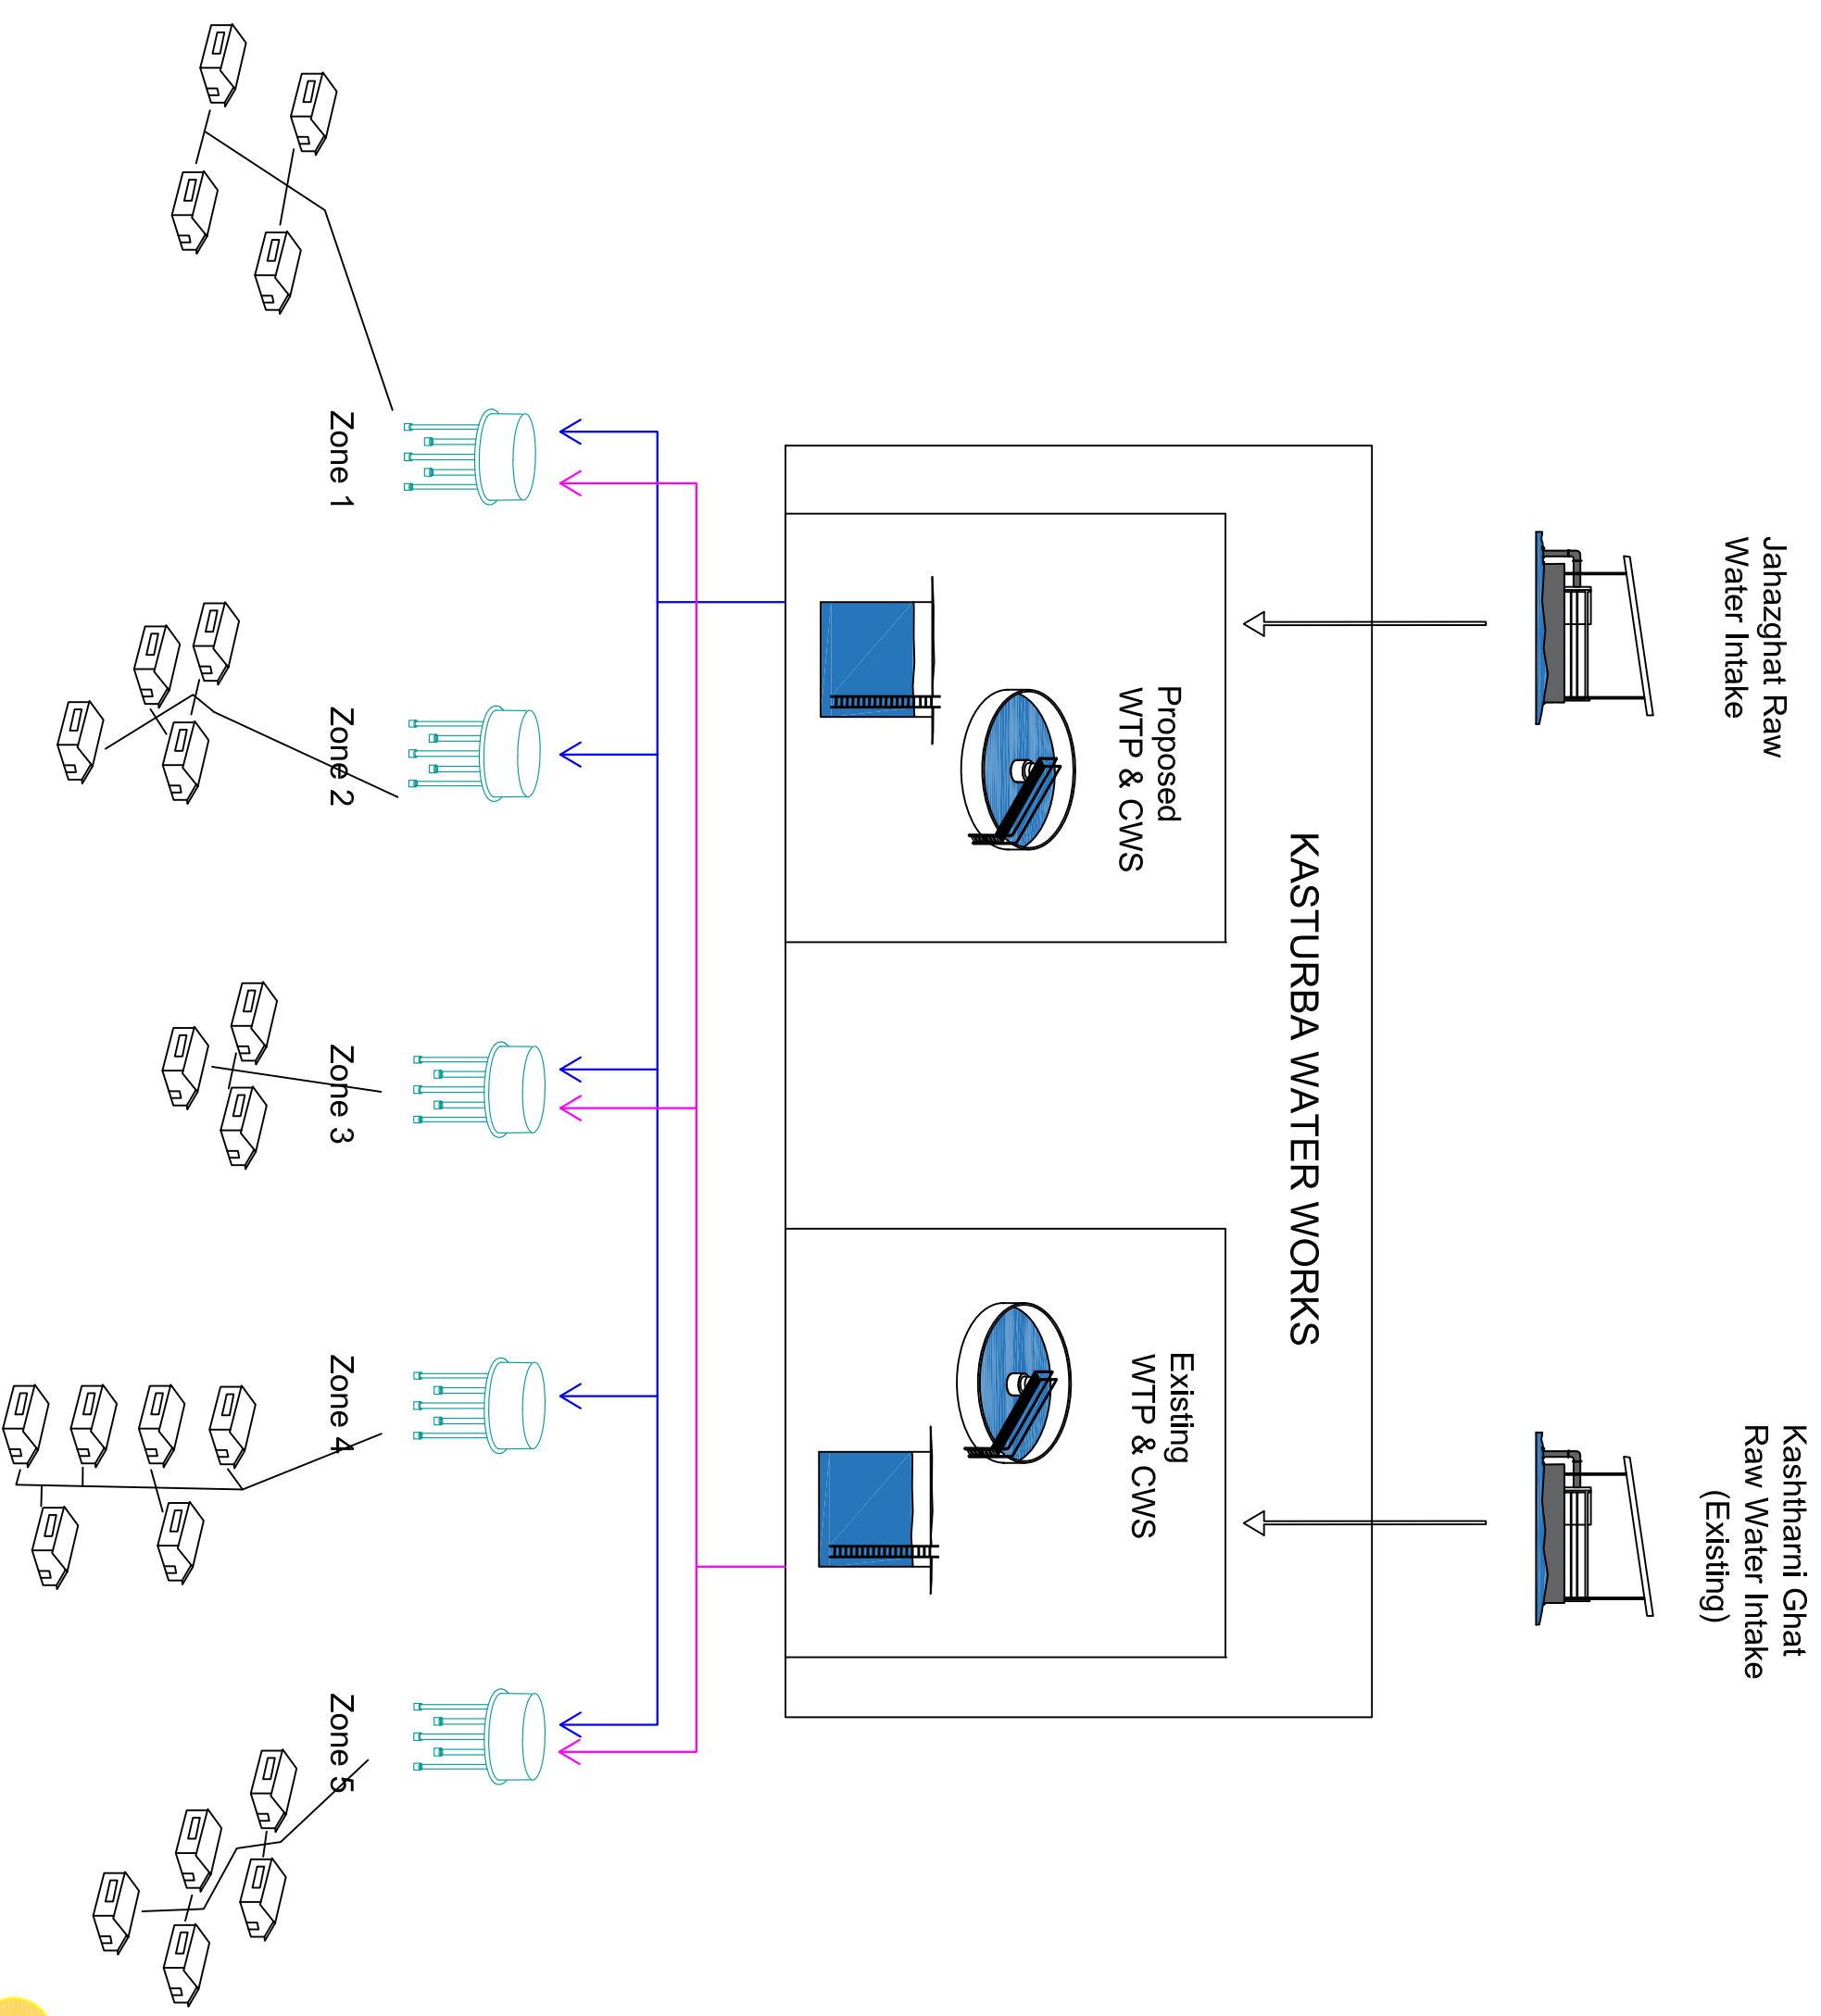 Jahazghat Raw
Water Intake
Kashtharni Ghat
Raw Water Intake
(Existing)
KASTURBA WATER WORKS
Proposed
WTP & CWS
Existing
WTP & CWS
Zone 1
Zone 2
Zone 3
Zone 4
Zone 5